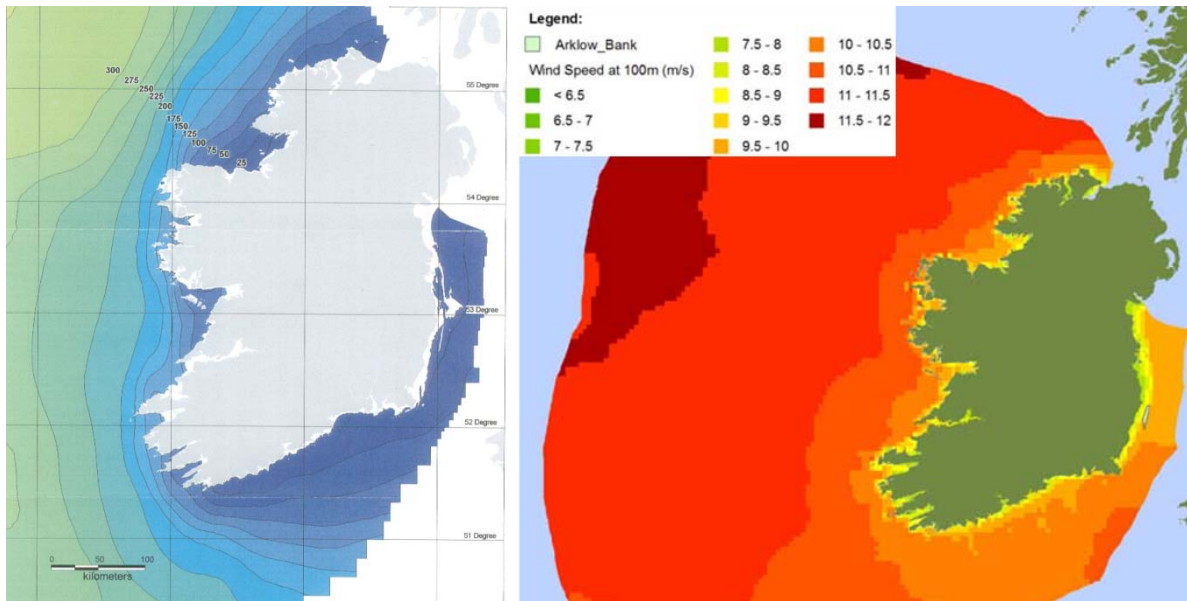 300
275
250
225
200
175
150
125
100
75
50
25
55 Degree
54 Degree
53 Degree
52 Degree
51 Degree
0 50 100
kilometers
Legend:
Arklow_Bank
Wind Speed at 100m (m/s)
< 6.5
6.5 - 7
7 - 7.5
7.5 - 8
8 - 8.5
8.5 - 9
9 - 9.5
9.5 - 10
10 - 10.5
10.5 - 11
11 - 11.5
11.5 - 12